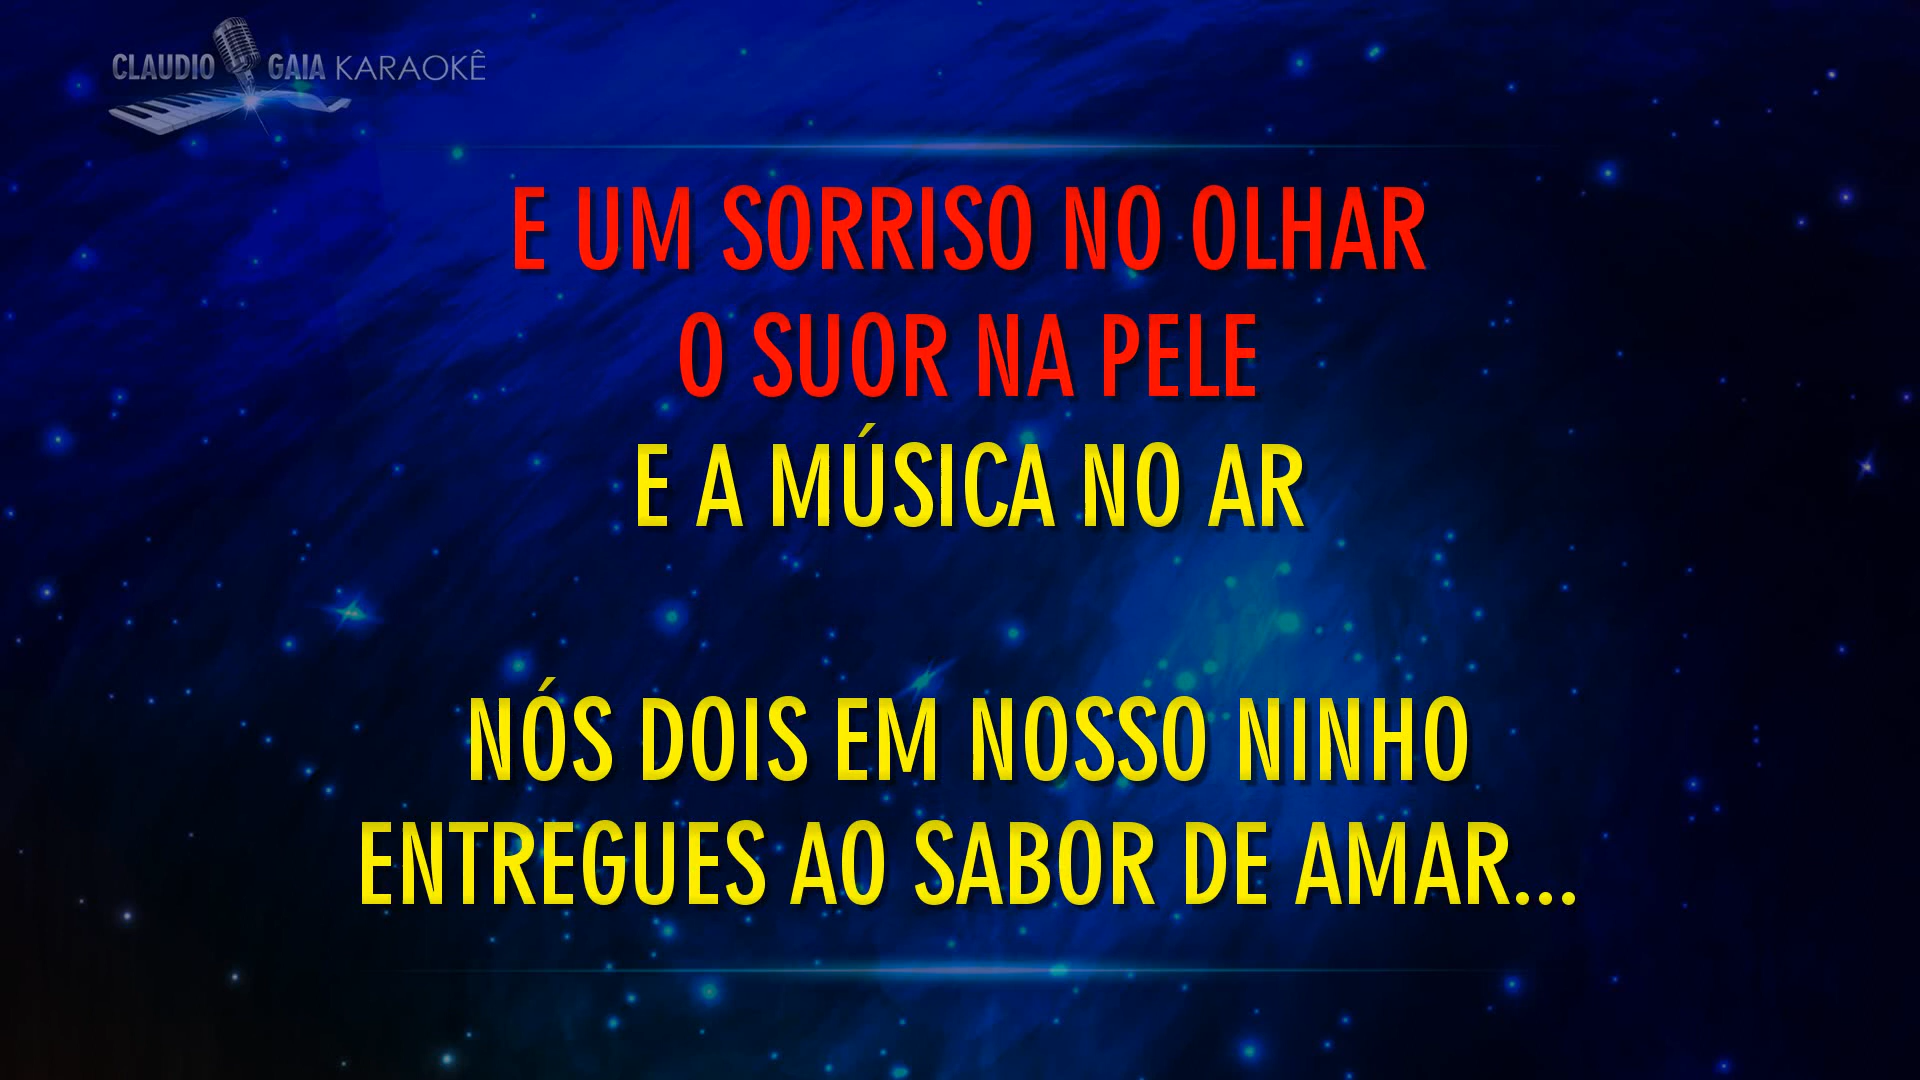 CLAUDIO GAIA KARAOKÊ
E UM SORRISO NO OLHAR
O SUOR NA PELE
E A MÚSICA NO AR
NÓS DOIS EM NOSSO NINHO
ENTREGUES AO SABOR DE AMAR...